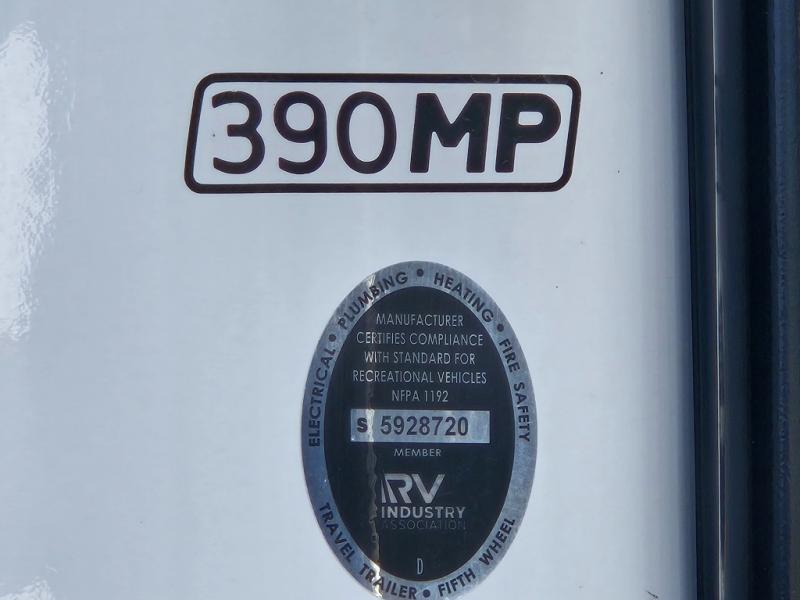 390MP
ELECTRICAL • PLUMBING • HEATING • FIRE SAFETY
MANUFACTURER
CERTIFIES COMPLIANCE
WITH STANDARD FOR
RECREATIONAL VEHICLES
NFPA 1192
S 5928720
MEMBER
RV
INDUSTRY
ASSOCIATION
D
TRAVEL TRAILER • FIFTH WHEEL